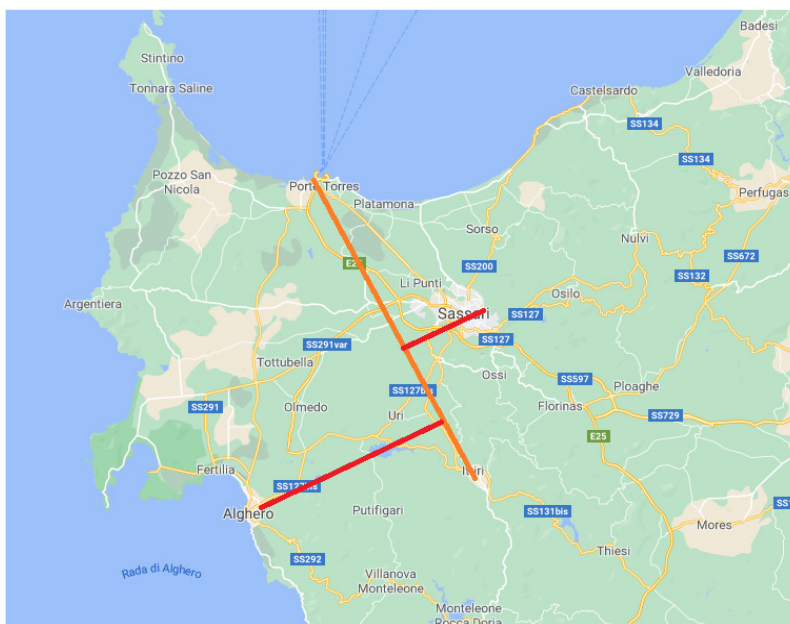 Badesi
Stintino
Valledoria
Tonnara Saline
Castelsardo
SS134
SS134
Pozzo San
Nicola
Porto Torres
Perfugas
Platamona
Sorso
Nulvi
SS672
SS200
SS132
Li Punti
Osilo
Argentiera
Sassari
SS127
SS127
SS291var
Tottubella
Ossi
SS597
Ploaghe
SS127bis
SS291
Olmedo
Uri
Florinas
SS729
E25
Fertilia
Ittiri
SS127bis
Alghero
Putifigari
SS131bis
Mores
Thiesi
SS292
Rada di Alghero
Villanova
Monteleone
Monteleone
Rocca Doria